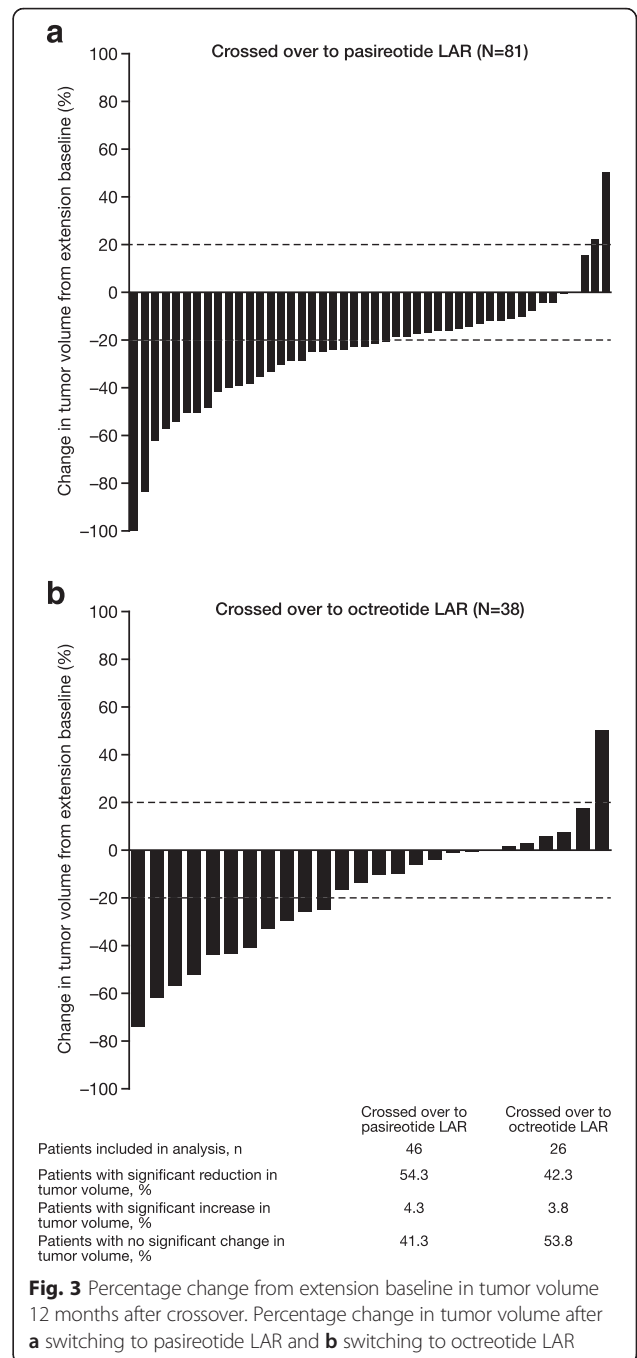 a
Crossed over to pasireotide LAR (N=81)
Change in tumor volume from extension baseline (%)
100
80
60
40
20
0
–20
–40
–60
–80
–100
b
Crossed over to octreotide LAR (N=38)
Change in tumor volume from extension baseline (%)
100
80
60
40
20
0
–20
–40
–60
–80
–100
Crossed over to Crossed over to
pasireotide LAR octreotide LAR
Patients included in analysis, n 46 26
Patients with significant reduction in 54.3 42.3
tumor volume, %
Patients with significant increase in 4.3 3.8
tumor volume, %
Patients with no significant change in 41.3 53.8
tumor volume, %
Fig. 3 Percentage change from extension baseline in tumor volume
12 months after crossover. Percentage change in tumor volume after
a switching to pasireotide LAR and b switching to octreotide LAR